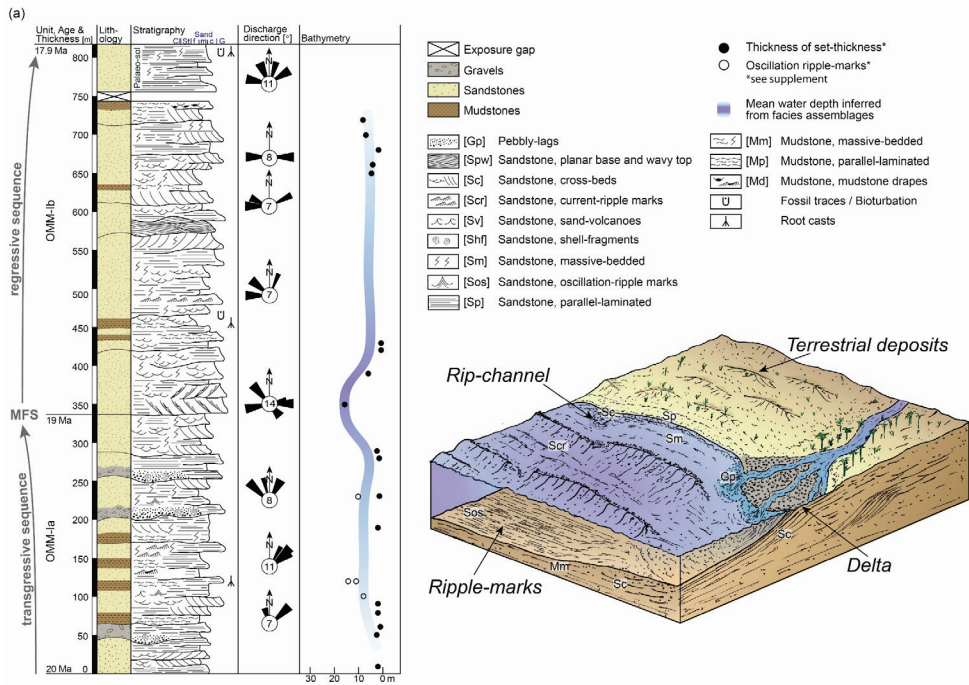 (a)
Unit, Age & Thickness [m]
Lith- ology
Stratigraphy
Sand
Cl St f m c G
Discharge direction [°]
Bathymetry
17.9 Ma
800
750
700
650
600
550
500
450
400
350
300
250
200
150
100
50
20 Ma 0
19 Ma
MFS
regressive sequence
transgressive sequence
OMM-Ib
OMM-Ia
Palaeo-sol
N
11
N
8
N
7
N
7
N
14
N
8
N
11
N
7
30 20 10 0 m
Exposure gap
Gravels
Sandstones
Mudstones
Thickness of set-thickness*
Oscillation ripple-marks*
*see supplement
Mean water depth inferred
from facies assemblages
[Gp] Pebbly-lags
[Spw] Sandstone, planar base and wavy top
[Sc] Sandstone, cross-beds
[Scr] Sandstone, current-ripple marks
[Sv] Sandstone, sand-volcanoes
[Shf] Sandstone, shell-fragments
[Sm] Sandstone, massive-bedded
[Sos] Sandstone, oscillation-ripple marks
[Sp] Sandstone, parallel-laminated
[Mm] Mudstone, massive-bedded
[Mp] Mudstone, parallel-laminated
[Md] Mudstone, mudstone drapes
Fossil traces / Bioturbation
Root casts
Terrestrial deposits
Rip-channel
Sc
Sp
Sm
Scr
Gp
Sos
Sc
Delta
Mm
Sc
Ripple-marks